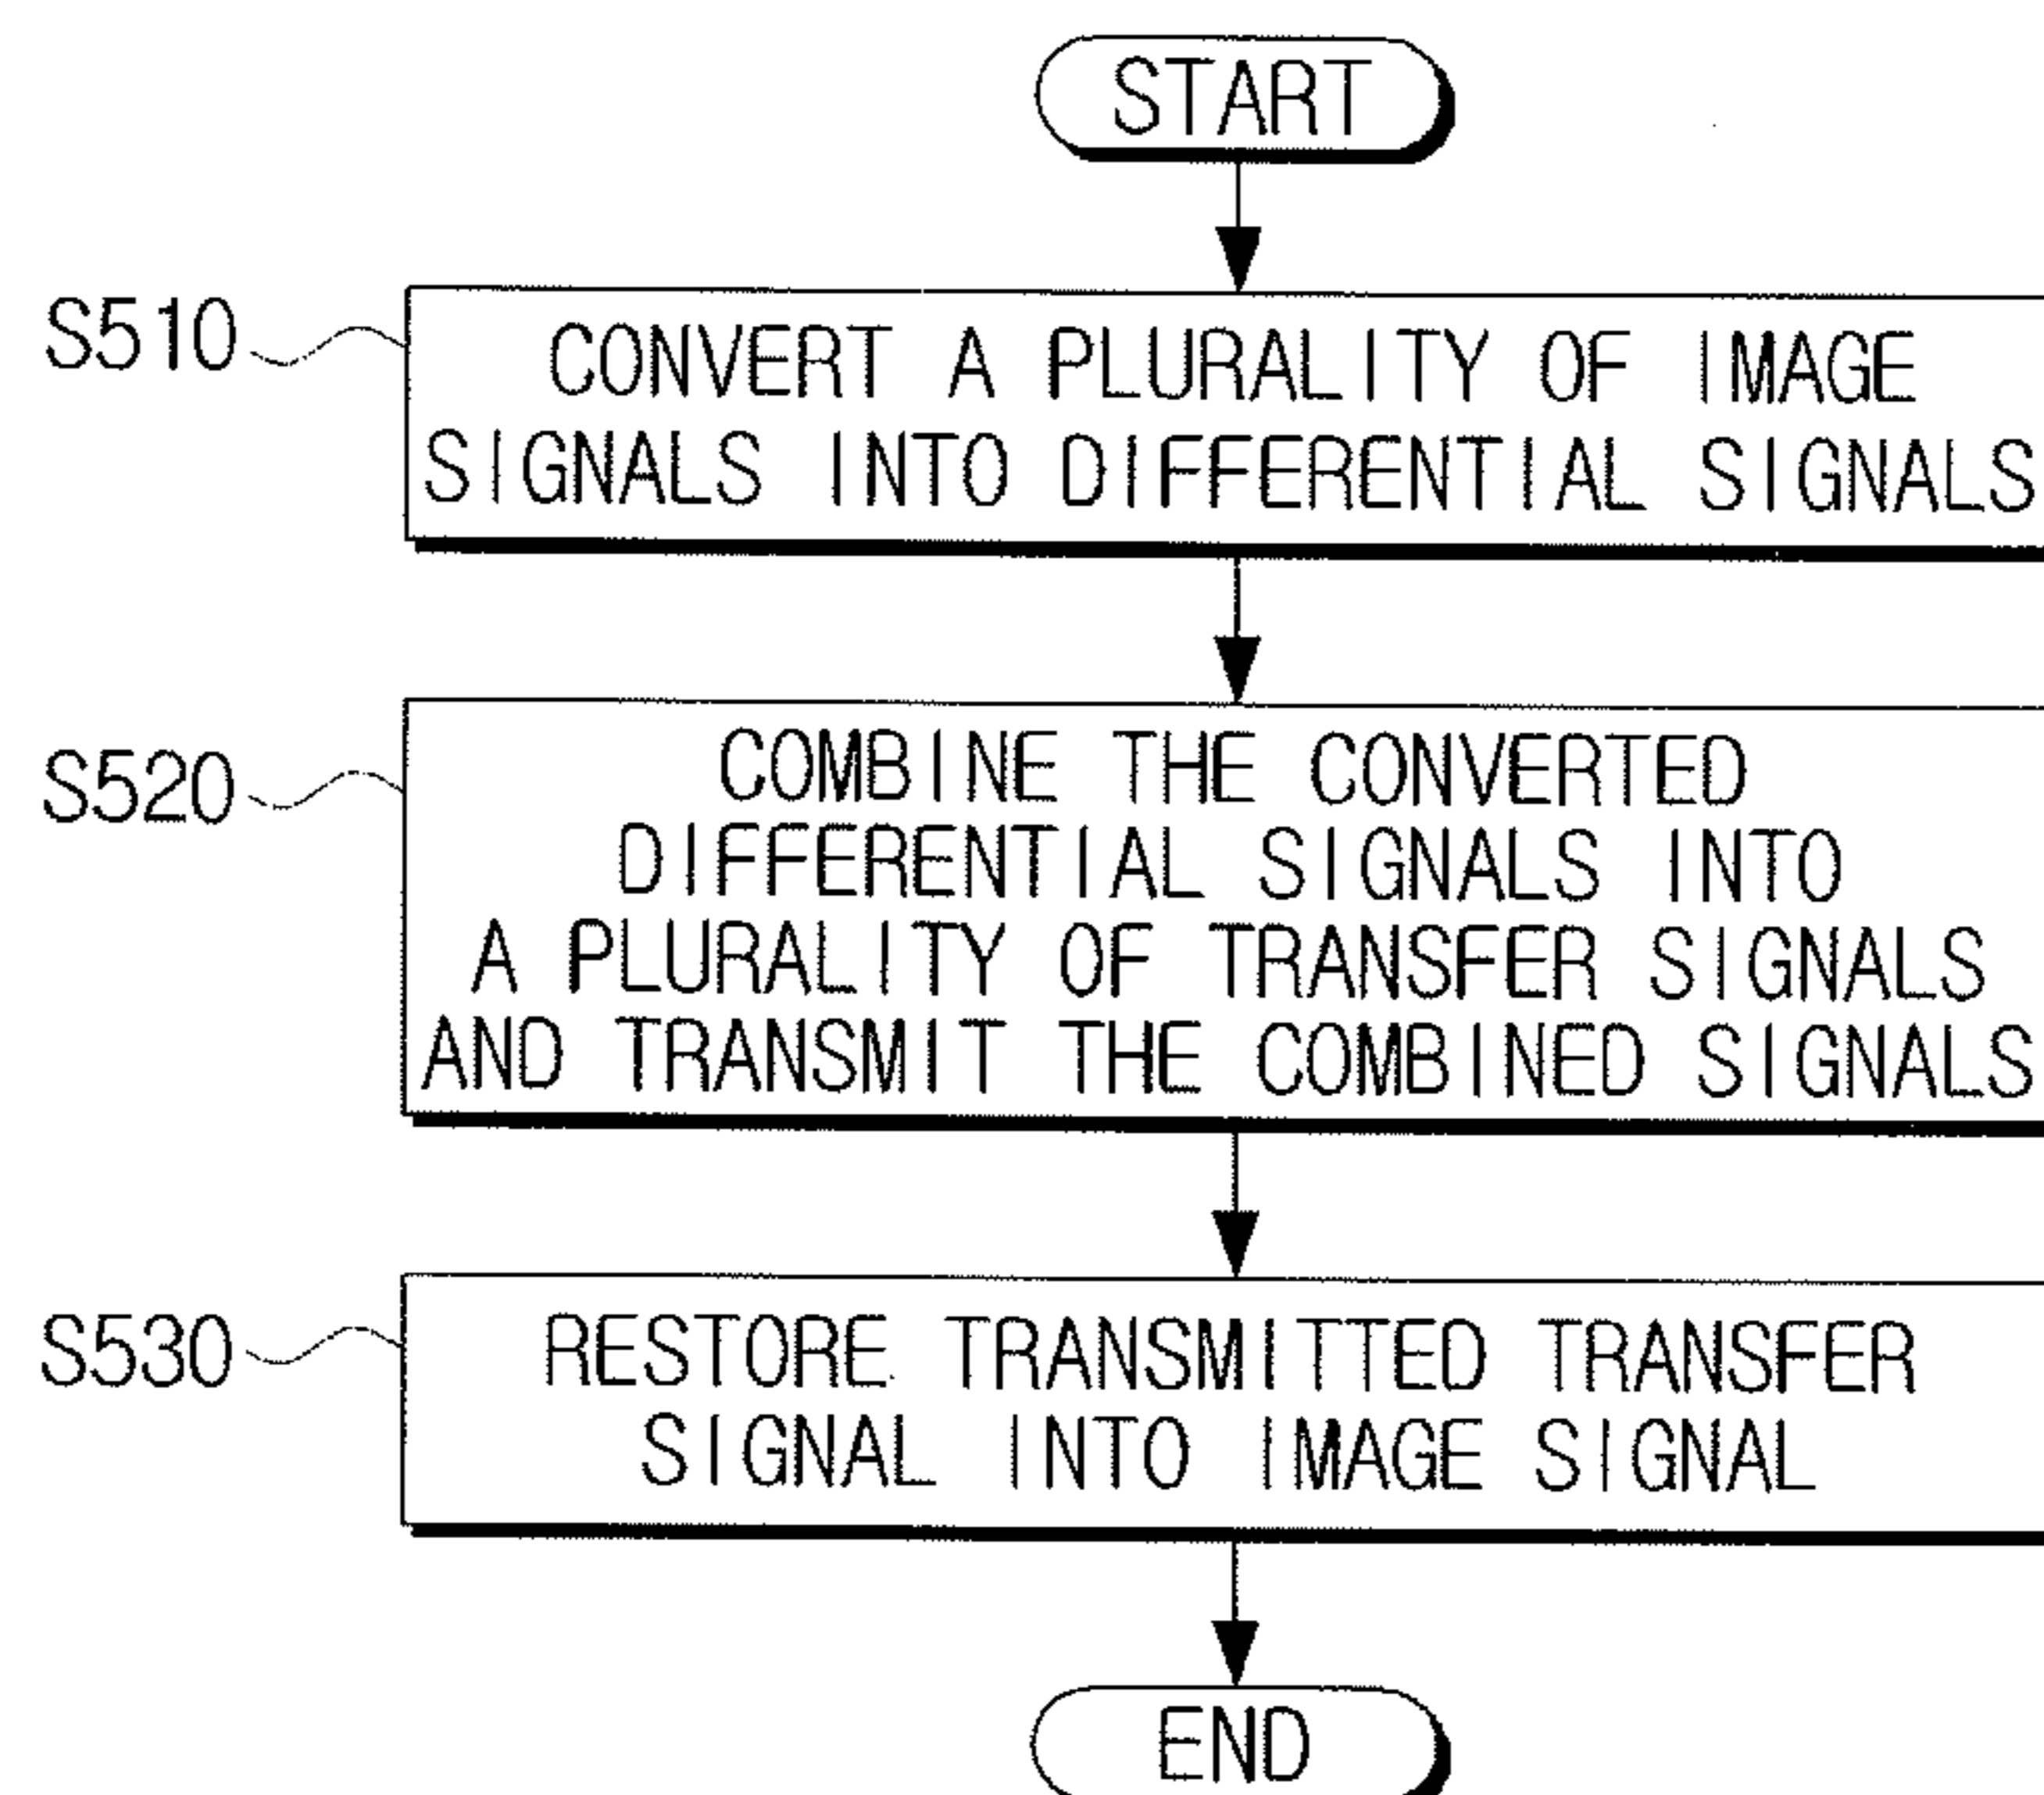 START
S510
CONVERT A PLURALITY OF IMAGE
SIGNALS INTO DIFFERENTIAL SIGNALS
S520
COMBINE THE CONVERTED
DIFFERENTIAL SIGNALS INTO
A PLURALITY OF TRANSFER SIGNALS
AND TRANSMIT THE COMBINED SIGNALS
S530
RESTORE TRANSMITTED TRANSFER
SIGNAL INTO IMAGE SIGNAL
END